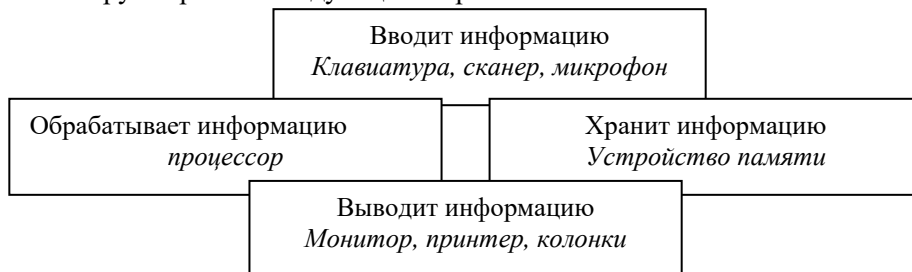 Вводит информацию
Клавиатура, сканер, микрофон
Обрабатывает информацию
процессор
Хранит информацию
Устройство памяти
Выводит информацию
Монитор, принтер, колонки